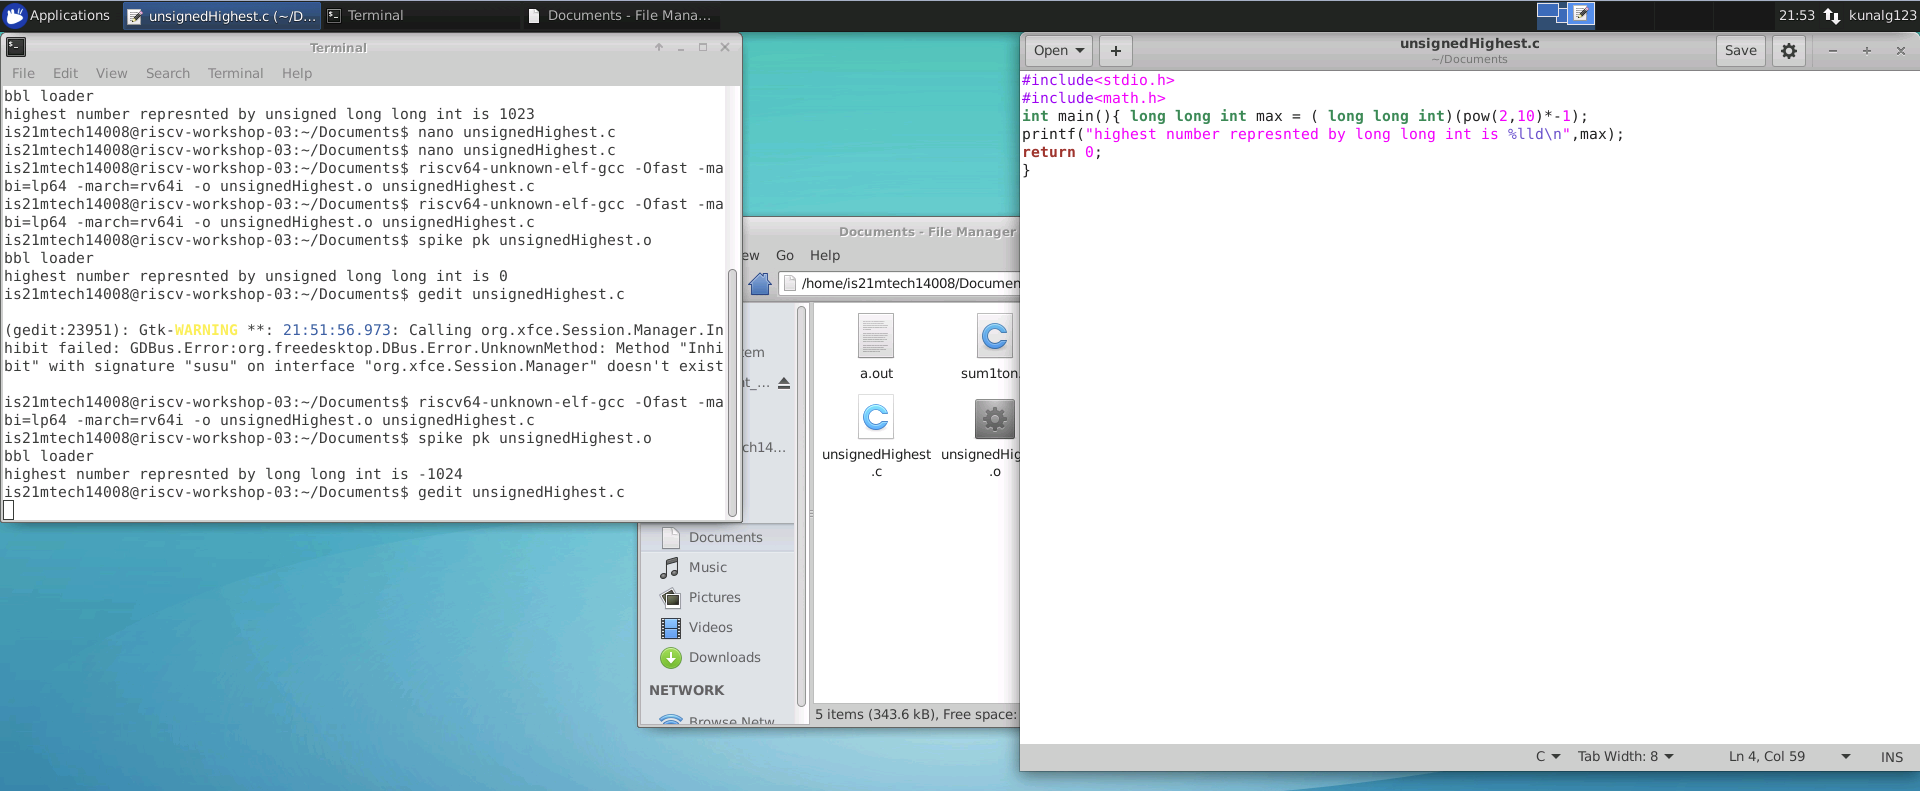 Applications
unsignedHighest.c (~/D...
Terminal
Documents - File Mana...
21:53
kunalg123
Terminal
File Edit View Search Terminal Help
bbl loader
highest number represnted by unsigned long long int is 1023
is21mtech14008@riscv-workshop-03:~/Documents$ nano unsignedHighest.c
is21mtech14008@riscv-workshop-03:~/Documents$ nano unsignedHighest.c
is21mtech14008@riscv-workshop-03:~/Documents$ riscv64-unknown-elf-gcc -Ofast -ma
bi=lp64 -march=rv64i -o unsignedHighest.o unsignedHighest.c
is21mtech14008@riscv-workshop-03:~/Documents$ riscv64-unknown-elf-gcc -Ofast -ma
bi=lp64 -march=rv64i -o unsignedHighest.o unsignedHighest.c
is21mtech14008@riscv-workshop-03:~/Documents$ spike pk unsignedHighest.o
bbl loader
highest number represnted by unsigned long long int is 0
is21mtech14008@riscv-workshop-03:~/Documents$ gedit unsignedHighest.c
(gedit:23951): Gtk-WARNING **: 21:51:56.973: Calling org.xfce.Session.Manager.In
hibit failed: GDBus.Error:org.freedesktop.DBus.Error.UnknownMethod: Method "Inhi
bit" with signature "susu" on interface "org.xfce.Session.Manager" doesn't exist
is21mtech14008@riscv-workshop-03:~/Documents$ riscv64-unknown-elf-gcc -Ofast -ma
bi=lp64 -march=rv64i -o unsignedHighest.o unsignedHighest.c
is21mtech14008@riscv-workshop-03:~/Documents$ spike pk unsignedHighest.o
bbl loader
highest number represnted by long long int is -1024
is21mtech14008@riscv-workshop-03:~/Documents$ gedit unsignedHighest.c
Documents - File Manager
ew Go Help
/home/is21mtech14008/Documen
tem
nt_...
ch14...
Documents
Music
Pictures
Videos
Downloads
NETWORK
Browse Netw
a.out
sum1ton.
unsignedHighest
.c
unsignedHig
.o
5 items (343.6 kB), Free space:
Open
unsignedHighest.c
~/Documents
Save
#include<stdio.h>
#include<math.h>
int main(){ long long int max = ( long long int)(pow(2,10)*-1);
printf("highest number represnted by long long int is %lld\n",max);
return 0;
}
C
Tab Width: 8
Ln 4, Col 59
INS